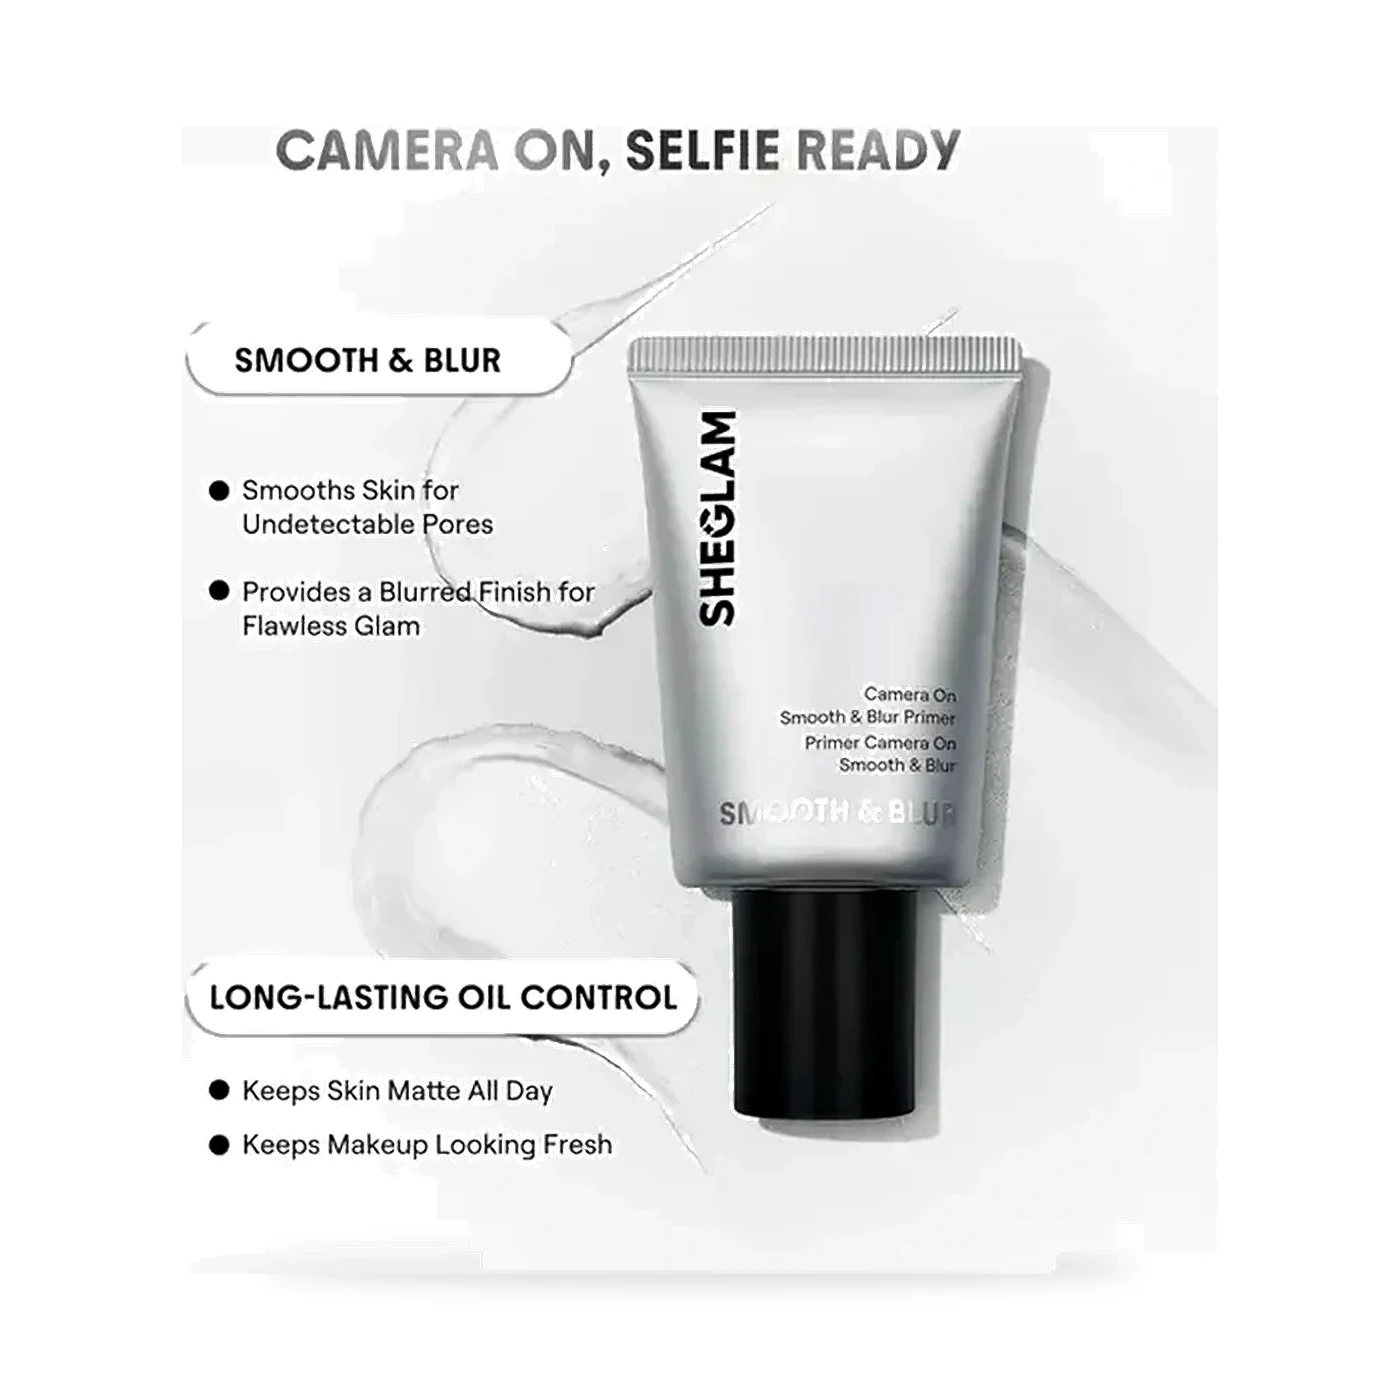 CAMERA ON, SELFIE READY
SMOOTH & BLUR
Smooths Skin for
Undetectable Pores
Provides a Blurred Finish for
Flawless Glam
SHEGLAM
Camera On
Smooth & Blur Primer
Primer Camera On
Smooth & Blur
SMOOTH & BLUR
LONG-LASTING OIL CONTROL
Keeps Skin Matte All Day
Keeps Makeup Looking Fresh